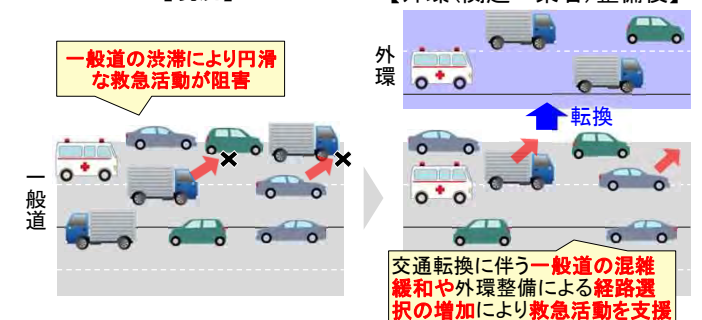 一般道の渋滞により円滑
な救急活動が阻害
一般道
外環
転換
交通転換に伴う一般道の混雑
緩和や外環整備による経路選
択の増加により救急活動を支援